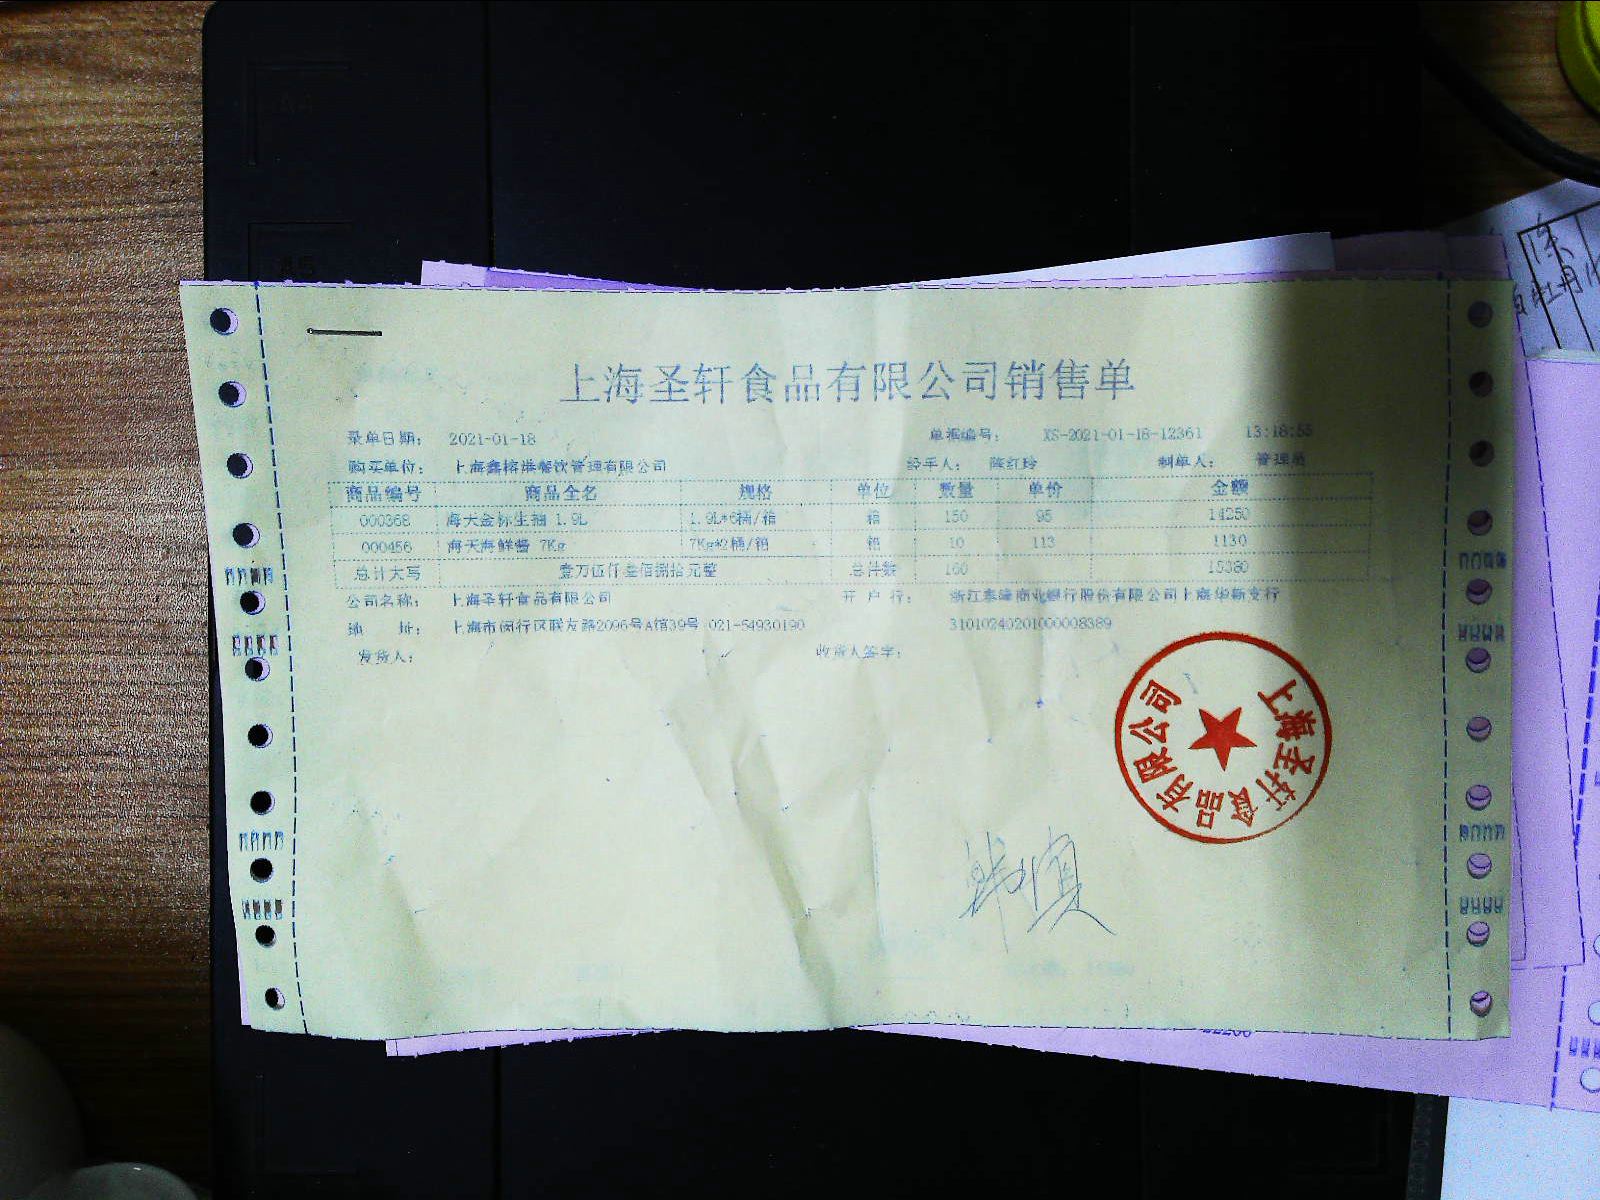 上海圣轩食品有限公司销售单
录单日期： 2021-01-18 单据编号： XS-2021-01-18-12361 13:18:55
购买单位： 上海鑫榕港餐饮管理有限公司 经手人： 陈红玲 制单人： 管理员
商品编号 商品全名 规格 单位 数量 单价 金额
000368 海天金标生抽 1.9L 1.9L*6桶/箱 箱 150 95 14250
000456 海天海鲜酱 7Kg 7Kg*2桶/箱 箱 10 113 1130
总计大写 壹万伍仟叁佰捌拾元整 总件数 160 15380
公司名称： 上海圣轩食品有限公司 开 户 行： 浙江泰隆商业银行股份有限公司上海华新支行
地 址： 上海市闵行区联友路2096号A馆39号 021-54930190 31010240201000008389
发货人： 收货人签字：
上海圣轩食品有限公司
A5